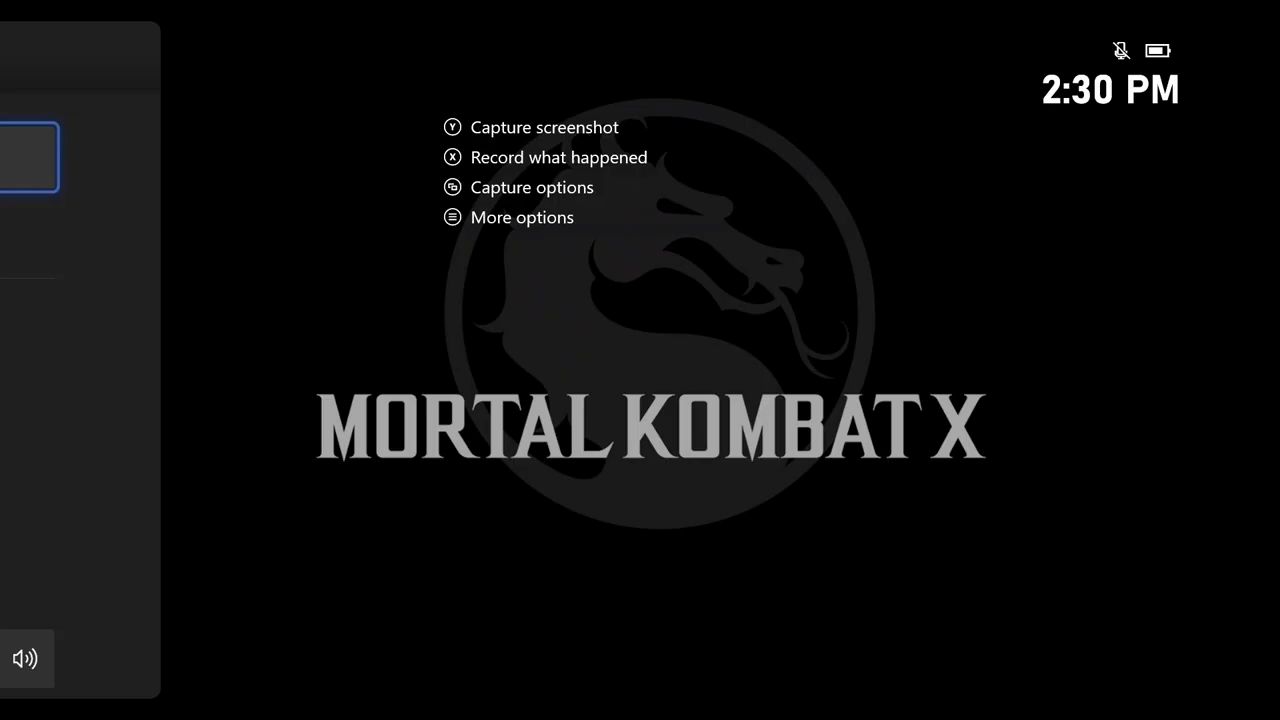 2:30 PM
Y Capture screenshot
X Record what happened
Capture options
More options
MORTAL KOMBAT X